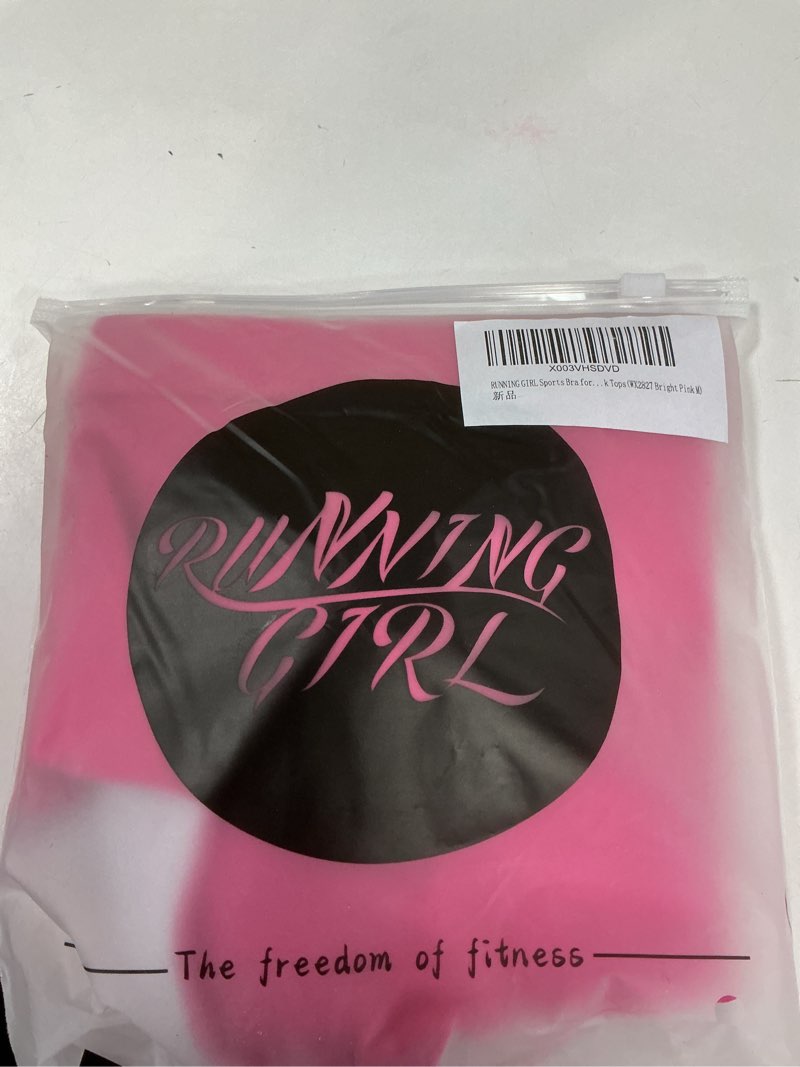 X003VHSDVD
RUNNING GIRL Sports Bra for...k Tops (WX2827 Bright Pink M)
新品
RUNNING
GIRL
The freedom of fitness